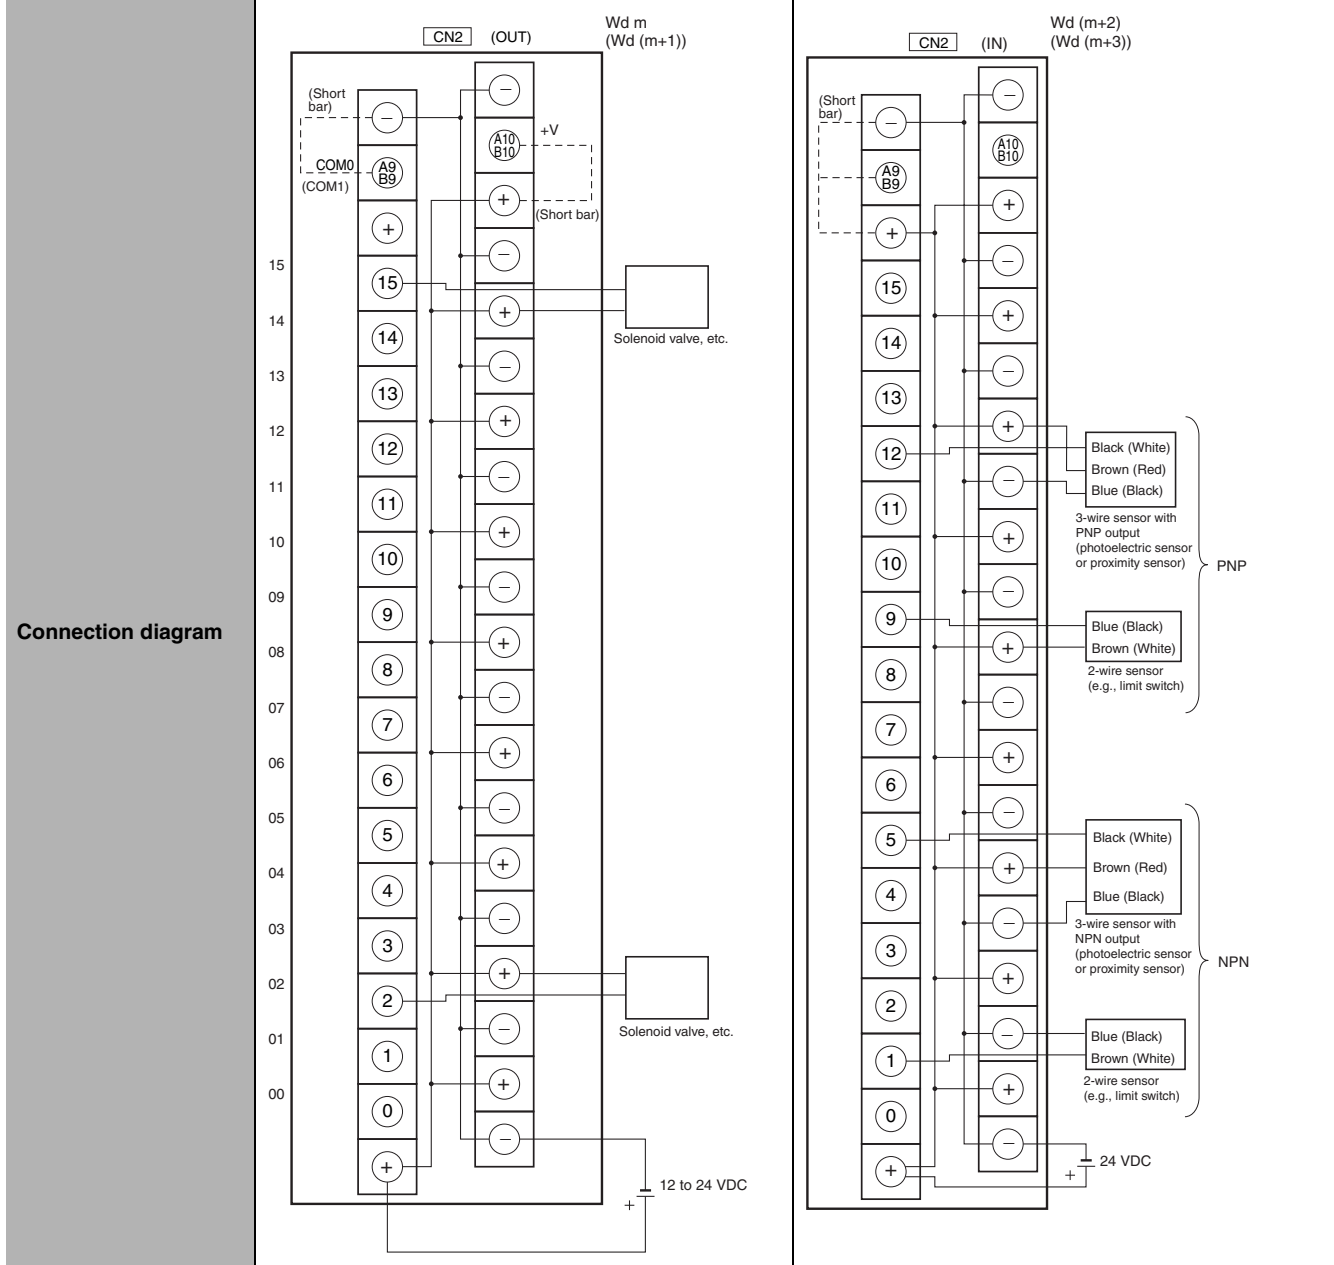 Connection diagram
CN2
(OUT)
Wd m
(Wd (m+1))
(Short
bar)
−
−
COM0
(COM1)
A9
B9
A10
B10
+V
+
+
(Short bar)
−
15
15
+
Solenoid valve, etc.
14
14
−
13
13
+
12
12
−
11
11
+
10
10
−
09
9
+
08
8
−
07
7
+
06
6
−
05
5
+
04
4
−
03
3
+
02
2
Solenoid valve, etc.
−
01
1
+
00
0
−
+
+
12 to 24 VDC
CN2
(IN)
Wd (m+2)
(Wd (m+3))
(Short
bar)
−
−
A9
B9
A10
B10
+
+
−
15
+
14
−
13
+
12
Black (White)
Brown (Red)
Blue (Black)
3-wire sensor with
PNP output
(photoelectric sensor
or proximity sensor)
PNP
−
11
+
10
−
9
Blue (Black)
Brown (White)
2-wire sensor
(e.g., limit switch)
+
8
−
7
+
6
−
5
Black (White)
Brown (Red)
Blue (Black)
3-wire sensor with
NPN output
(photoelectric sensor
or proximity sensor)
NPN
+
4
−
3
+
2
−
1
Blue (Black)
Brown (White)
2-wire sensor
(e.g., limit switch)
+
0
−
+
+
24 VDC